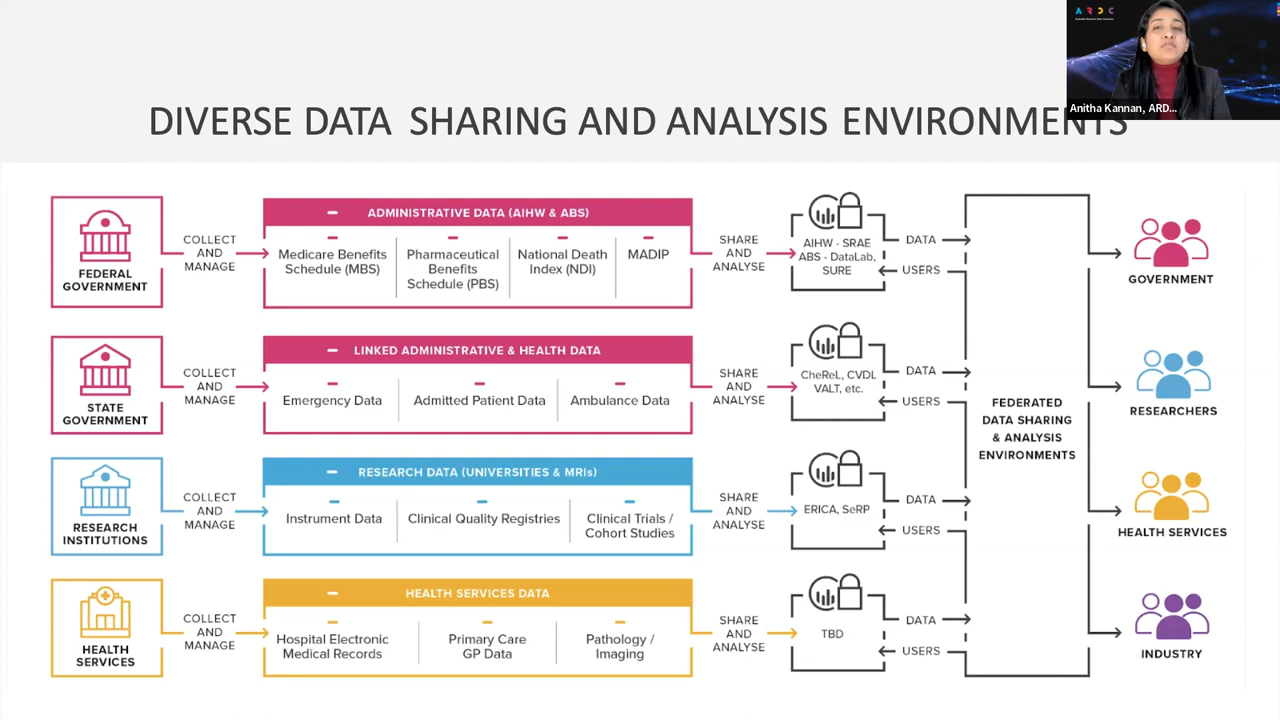 A R D C
Anitha Kannan, ARD...
DIVERSE DATA SHARING AND ANALYSIS ENVIRONMENTS
FEDERAL
GOVERNMENT
COLLECT
AND
MANAGE
ADMINISTRATIVE DATA (AIHW & ABS)
Medicare Benefits
Schedule (MBS)
Pharmaceutical
Benefits
Schedule (PBS)
National Death
Index (NDI)
MADIP
SHARE
AND
ANALYSE
AIHW - SRAE
ABS - DataLab,
SURE
DATA
USERS
GOVERNMENT
STATE
GOVERNMENT
COLLECT
AND
MANAGE
LINKED ADMINISTRATIVE & HEALTH DATA
Emergency Data
Admitted Patient Data
Ambulance Data
SHARE
AND
ANALYSE
CheReL, CVDL
VALT, etc.
DATA
USERS
FEDERATED
DATA SHARING
& ANALYSIS
ENVIRONMENTS
RESEARCHERS
RESEARCH
INSTITUTIONS
COLLECT
AND
MANAGE
RESEARCH DATA (UNIVERSITIES & MRIs)
Instrument Data
Clinical Quality Registries
Clinical Trials /
Cohort Studies
SHARE
AND
ANALYSE
ERICA, SeRP
DATA
USERS
HEALTH SERVICES
HEALTH
SERVICES
COLLECT
AND
MANAGE
HEALTH SERVICES DATA
Hospital Electronic
Medical Records
Primary Care
GP Data
Pathology /
Imaging
SHARE
AND
ANALYSE
TBD
DATA
USERS
INDUSTRY